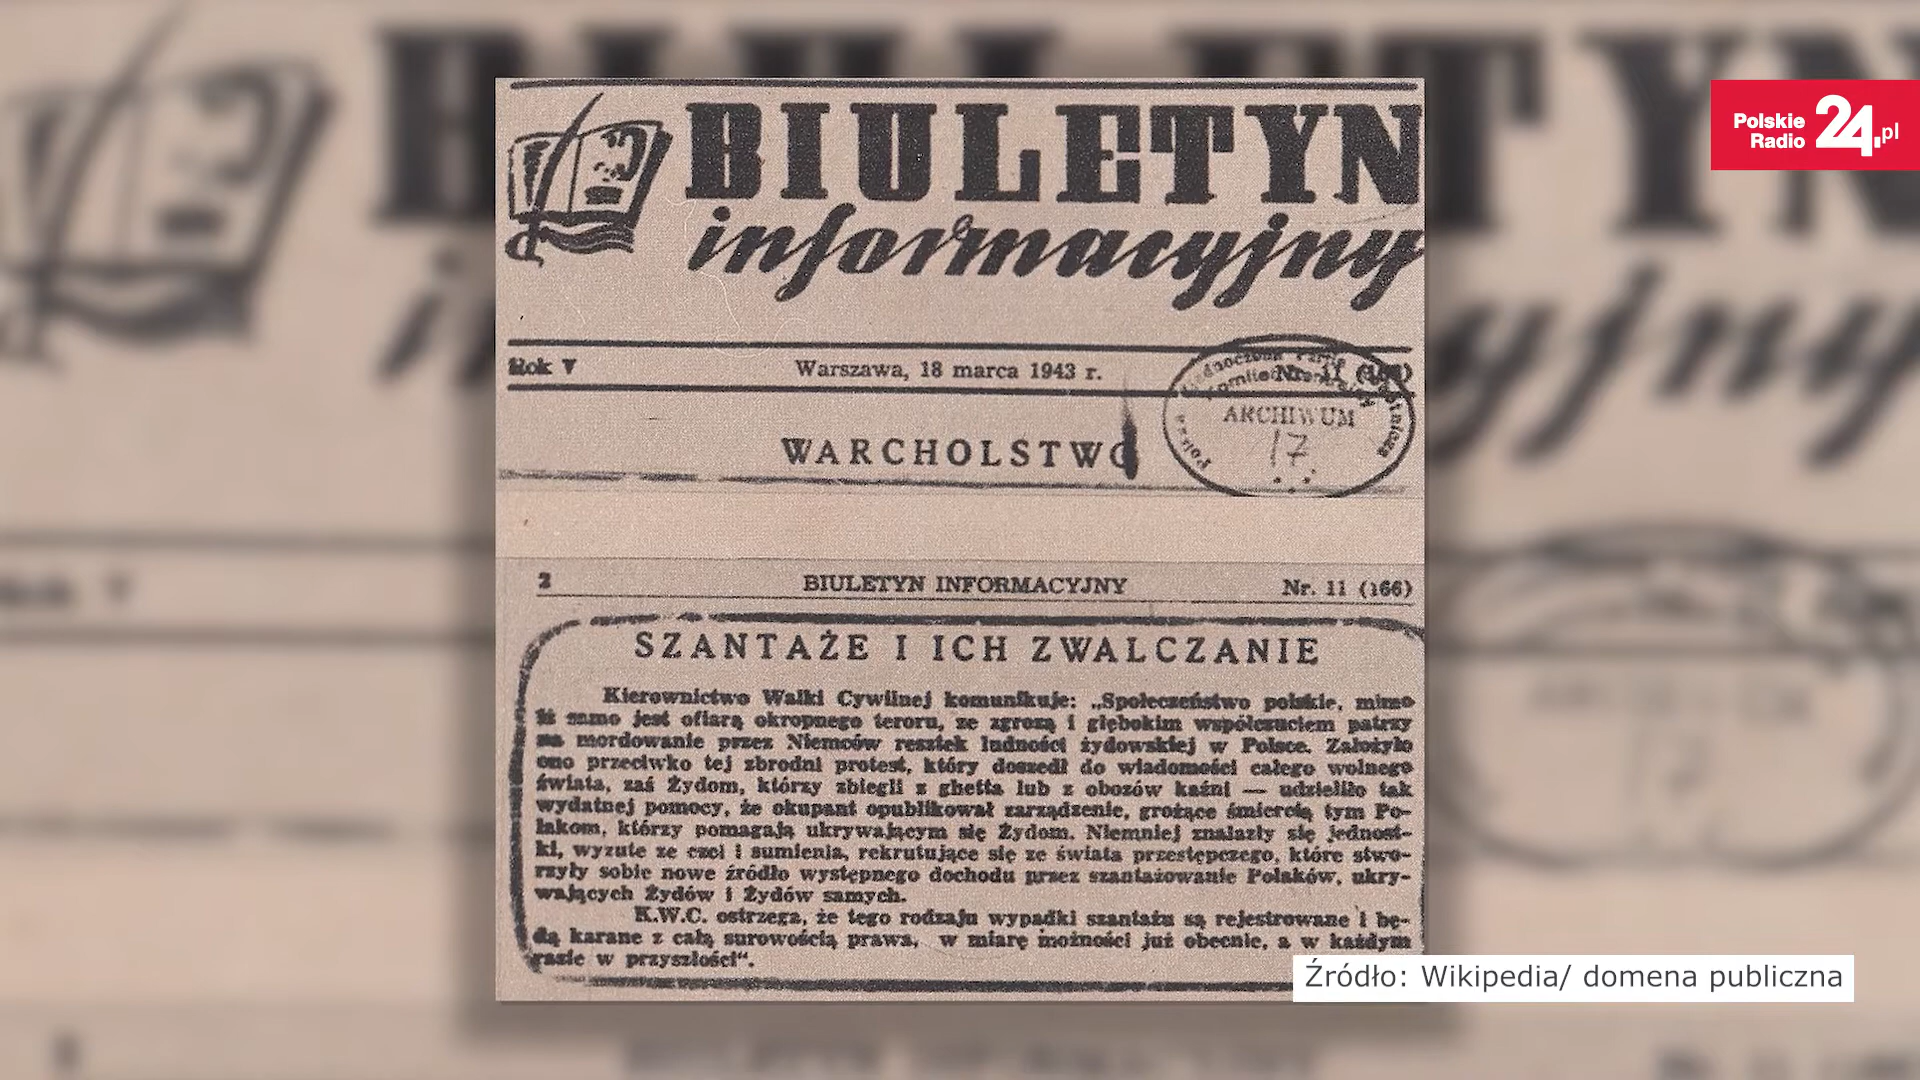 BIULETYN
informacyjny
Polskie
Radio 24.pl
Rok V Warszawa, 18 marca 1943 r. Nr. 11
ARCHIWUM
17
WARCHOLSTWO
2 BIULETYN INFORMACYJNY Nr. 11 (166)
SZANTAŻE I ICH ZWALCZANIE
Kierownictwo Walki Cywilnej komunikuje: „Społeczeństwo polskie, mimo
iż samo jest ofiarą okropnego teroru, ze zgrozą i głębokim współczuciem patrzy
na mordowanie przez Niemców resztek ludności żydowskiej w Polsce. Założyło
ono przeciwko tej zbrodni protest, który doszedł do wiadomości całego wolnego
świata, zaś Żydom, którzy zbiegli z ghetta lub z obozów kaźni — udzieliło tak
wydatnej pomocy, że okupant opublikował zarządzenie, grożące śmiercią tym Po-
lakom, którzy pomagają ukrywającym się Żydom. Niemniej znalazły się jednost-
ki, wyzute ze czci i sumienia, rekrutujące się ze świata przestępczego, które stwo-
rzyły sobie nowe źródło występnego dochodu przez szantażowanie Polaków, ukry-
wających Żydów i Żydów samych.
K.W.C. ostrzega, że tego rodzaju wypadki szantażu są rejestrowane i bę-
dą karane z całą surowością prawa, w miarę możności już obecnie, a w każdym
razie w przyszłości“.
Źródło: Wikipedia/ domena publiczna